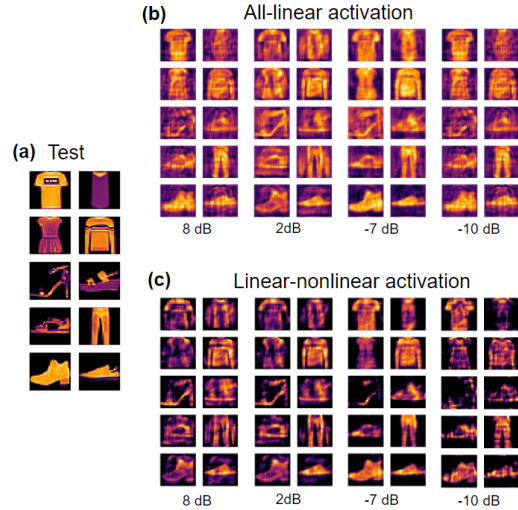 (b) All-linear activation
(a) Test
8 dB 2dB -7 dB -10 dB
(c) Linear-nonlinear activation
8 dB 2dB -7 dB -10 dB